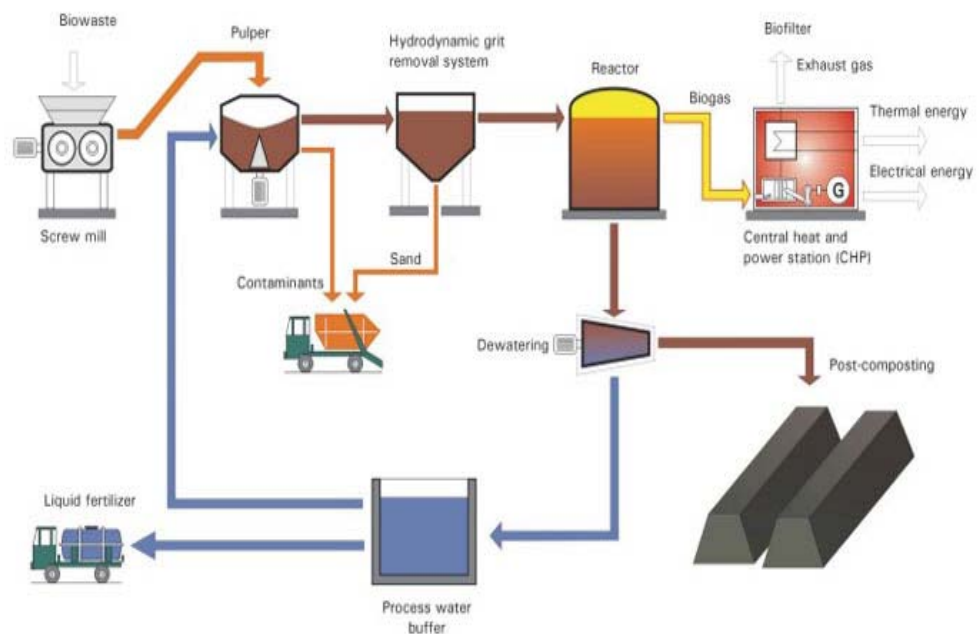 Biowaste
Pulper
Hydrodynamic grit
removal system
Reactor
Biogas
Biofilter
Exhaust gas
Thermal energy
Electrical energy
G
Screw mill
Central heat and
power station (CHP)
Sand
Contaminants
Dewatering
Post-composting
Liquid fertilizer
Process water
buffer